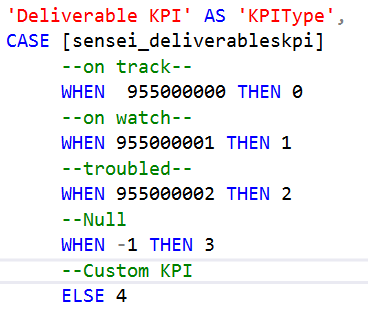 'Deliverable KPI' AS 'KPIType',
CASE [sensei_deliverableskpi]
--on track--
WHEN  955000000 THEN 0
--on watch--
WHEN 955000001 THEN 1
--troubled--
WHEN 955000002 THEN 2
--Null
WHEN -1 THEN 3
--Custom KPI
ELSE 4